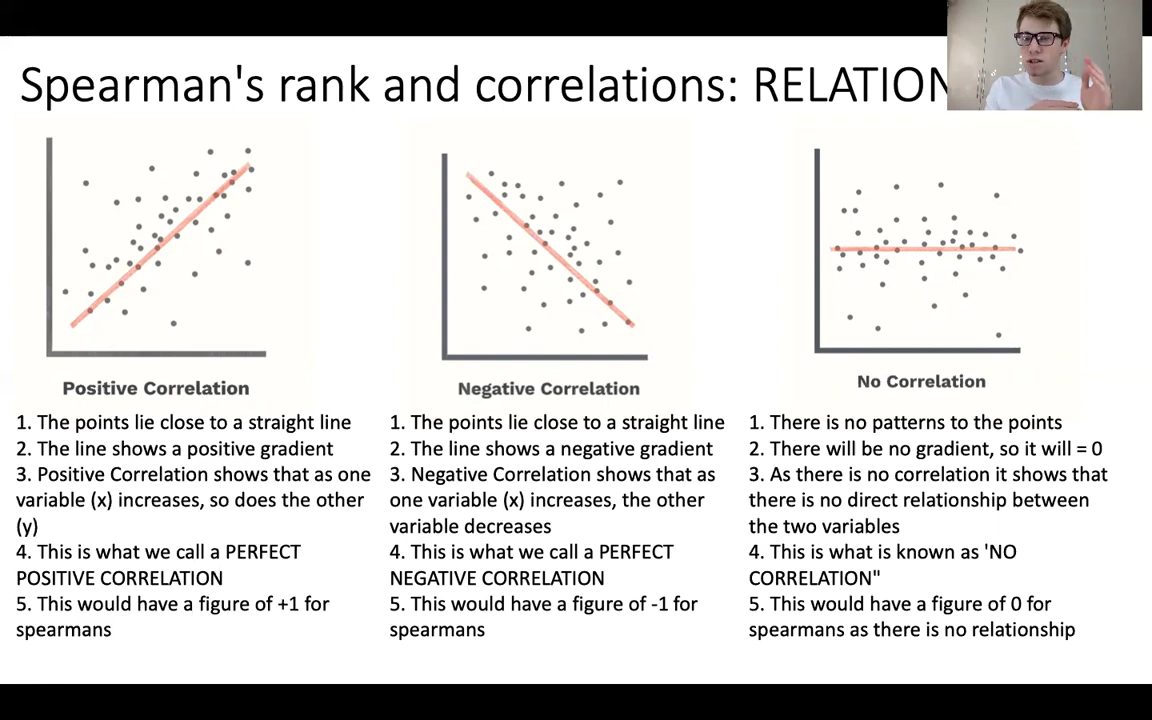 Spearman's rank and correlations: RELATION
Positive Correlation
1. The points lie close to a straight line
2. The line shows a positive gradient
3. Positive Correlation shows that as one
variable (x) increases, so does the other
(y)
4. This is what we call a PERFECT
POSITIVE CORRELATION
5. This would have a figure of +1 for
spearmans
Negative Correlation
1. The points lie close to a straight line
2. The line shows a negative gradient
3. Negative Correlation shows that as
one variable (x) increases, the other
variable decreases
4. This is what we call a PERFECT
NEGATIVE CORRELATION
5. This would have a figure of -1 for
spearmans
No Correlation
1. There is no patterns to the points
2. There will be no gradient, so it will = 0
3. As there is no correlation it shows that
there is no direct relationship between
the two variables
4. This is what is known as 'NO
CORRELATION"
5. This would have a figure of 0 for
spearmans as there is no relationship